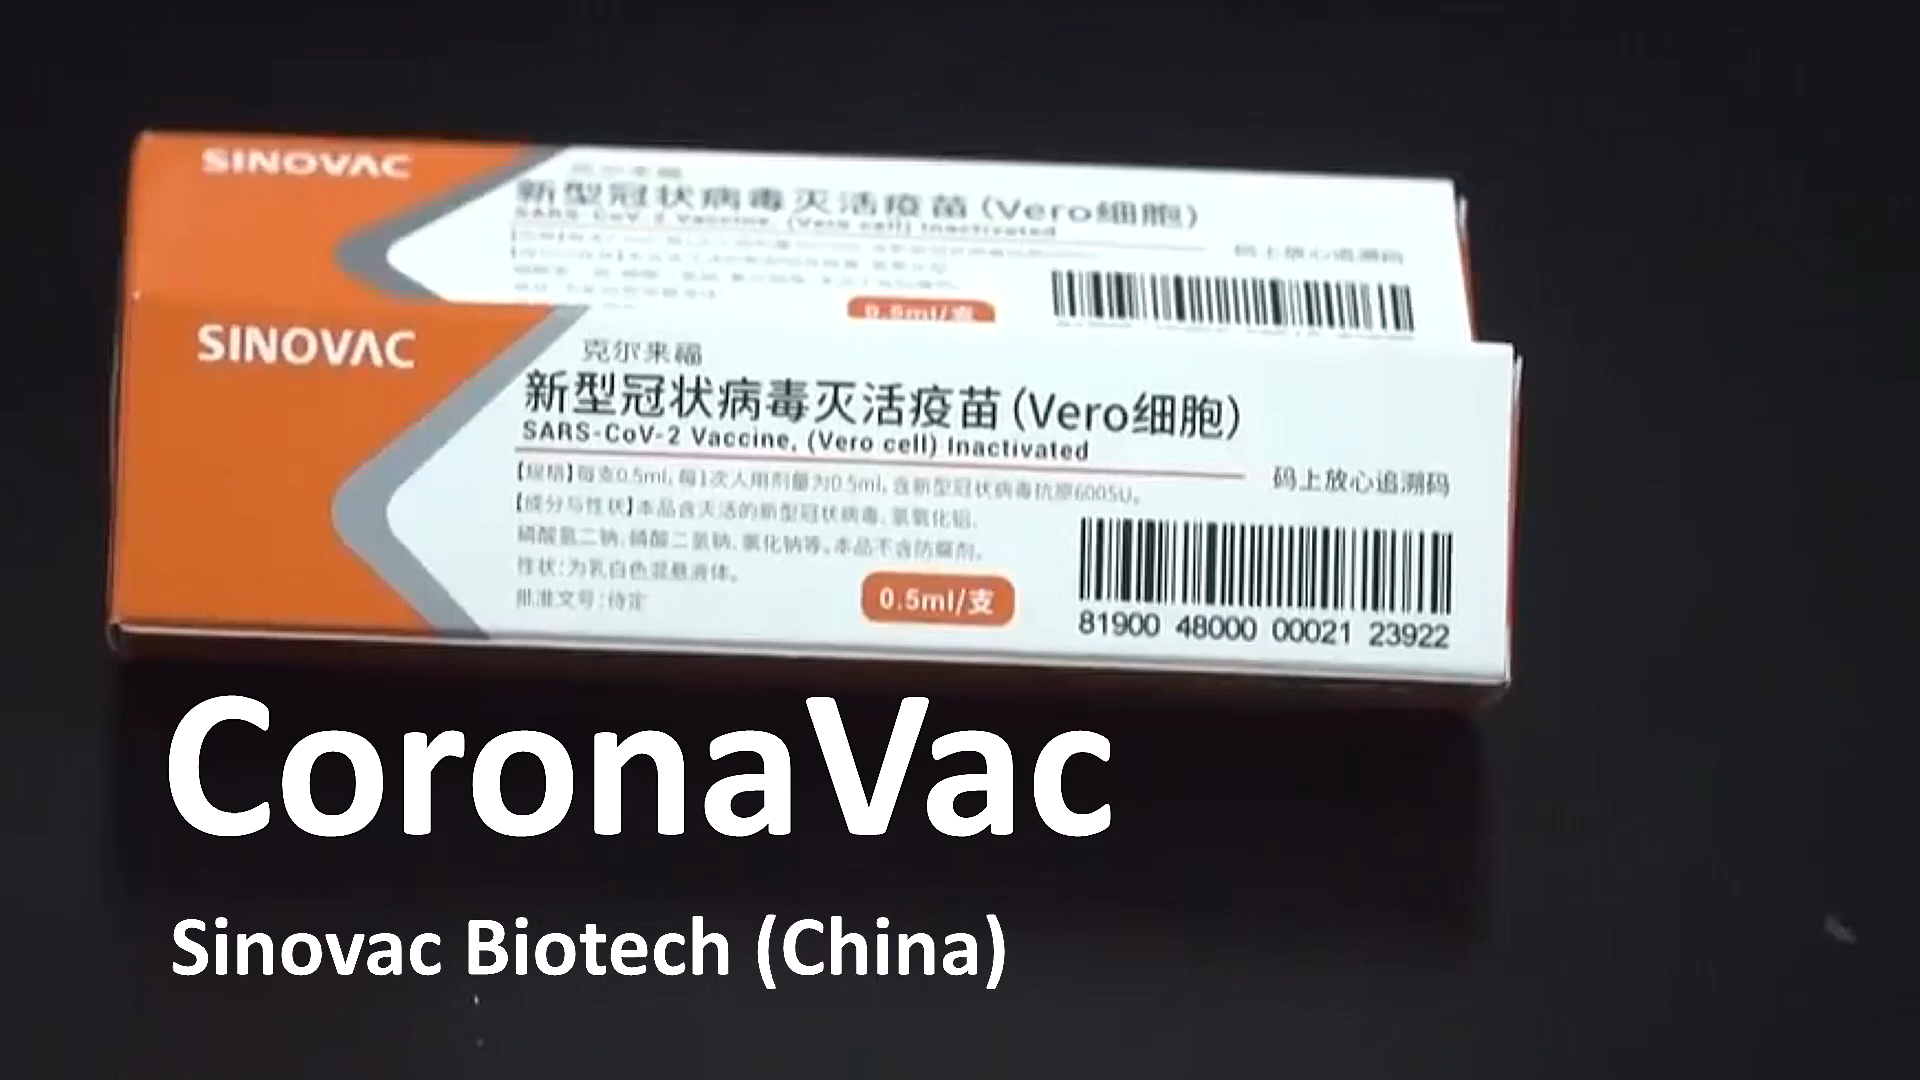 SINOVAC
新型冠状病毒灭活疫苗(Vero细胞)
SARS-CoV-2 Vaccine, (Vero cell) Inactivated
码上放心追溯码
0.5ml/支
SINOVAC
克尔来福
新型冠状病毒灭活疫苗(Vero细胞)
SARS-CoV-2 Vaccine, (Vero cell) Inactivated
【规格】每支0.5ml, 每1次人用剂量为0.5ml, 含新型冠状病毒抗原600SU。
码上放心追溯码
【成分与性状】本品含灭活的新型冠状病毒、氢氧化铝、
磷酸氢二钠、磷酸二氢钠、氯化钠等。本品不含防腐剂。
性状:为乳白色混悬液体。
批准文号:待定
0.5ml/支
81900 48000 00021 23922
CoronaVac
Sinovac Biotech (China)